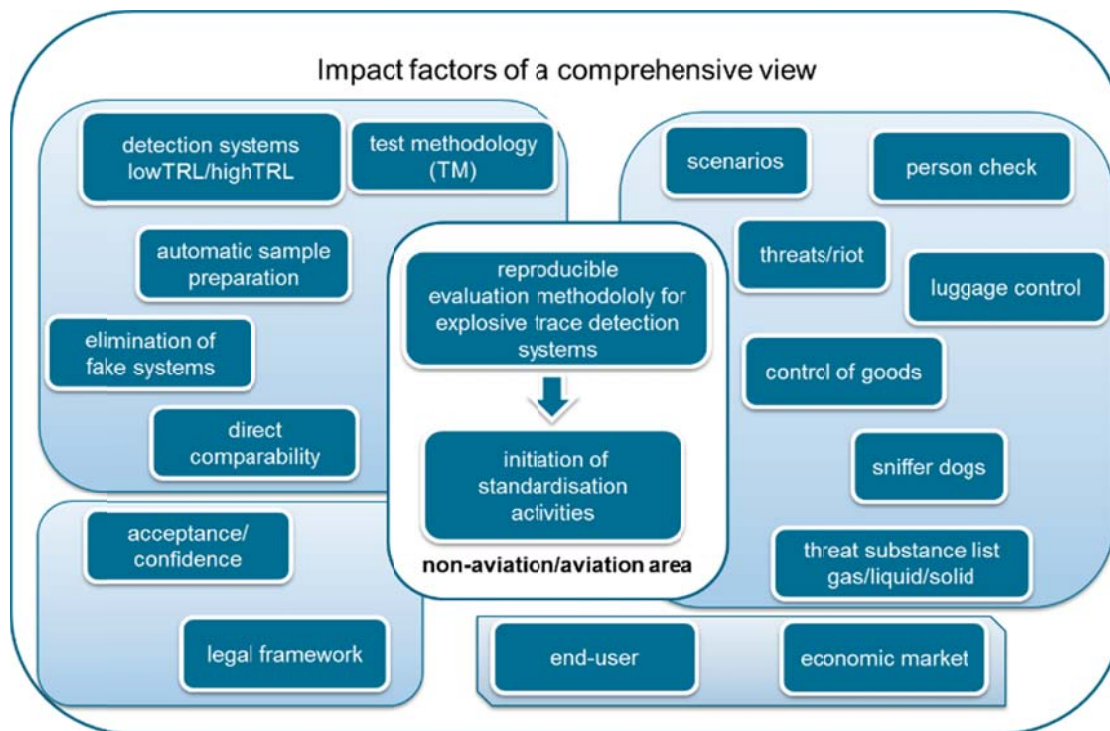 Impact factors of a comprehensive view
detection systems
lowTRL/highTRL
test methodology
(TM)
automatic sample
preparation
elimination of
fake systems
direct
comparability
acceptance/
confidence
legal framework
reproducible
evaluation methodololy for
explosive trace detection
systems
initiation of
standardisation
activities
non-aviation/aviation area
scenarios
person check
threats/riot
luggage control
control of goods
sniffer dogs
threat substance list
gas/liquid/solid
end-user
economic market